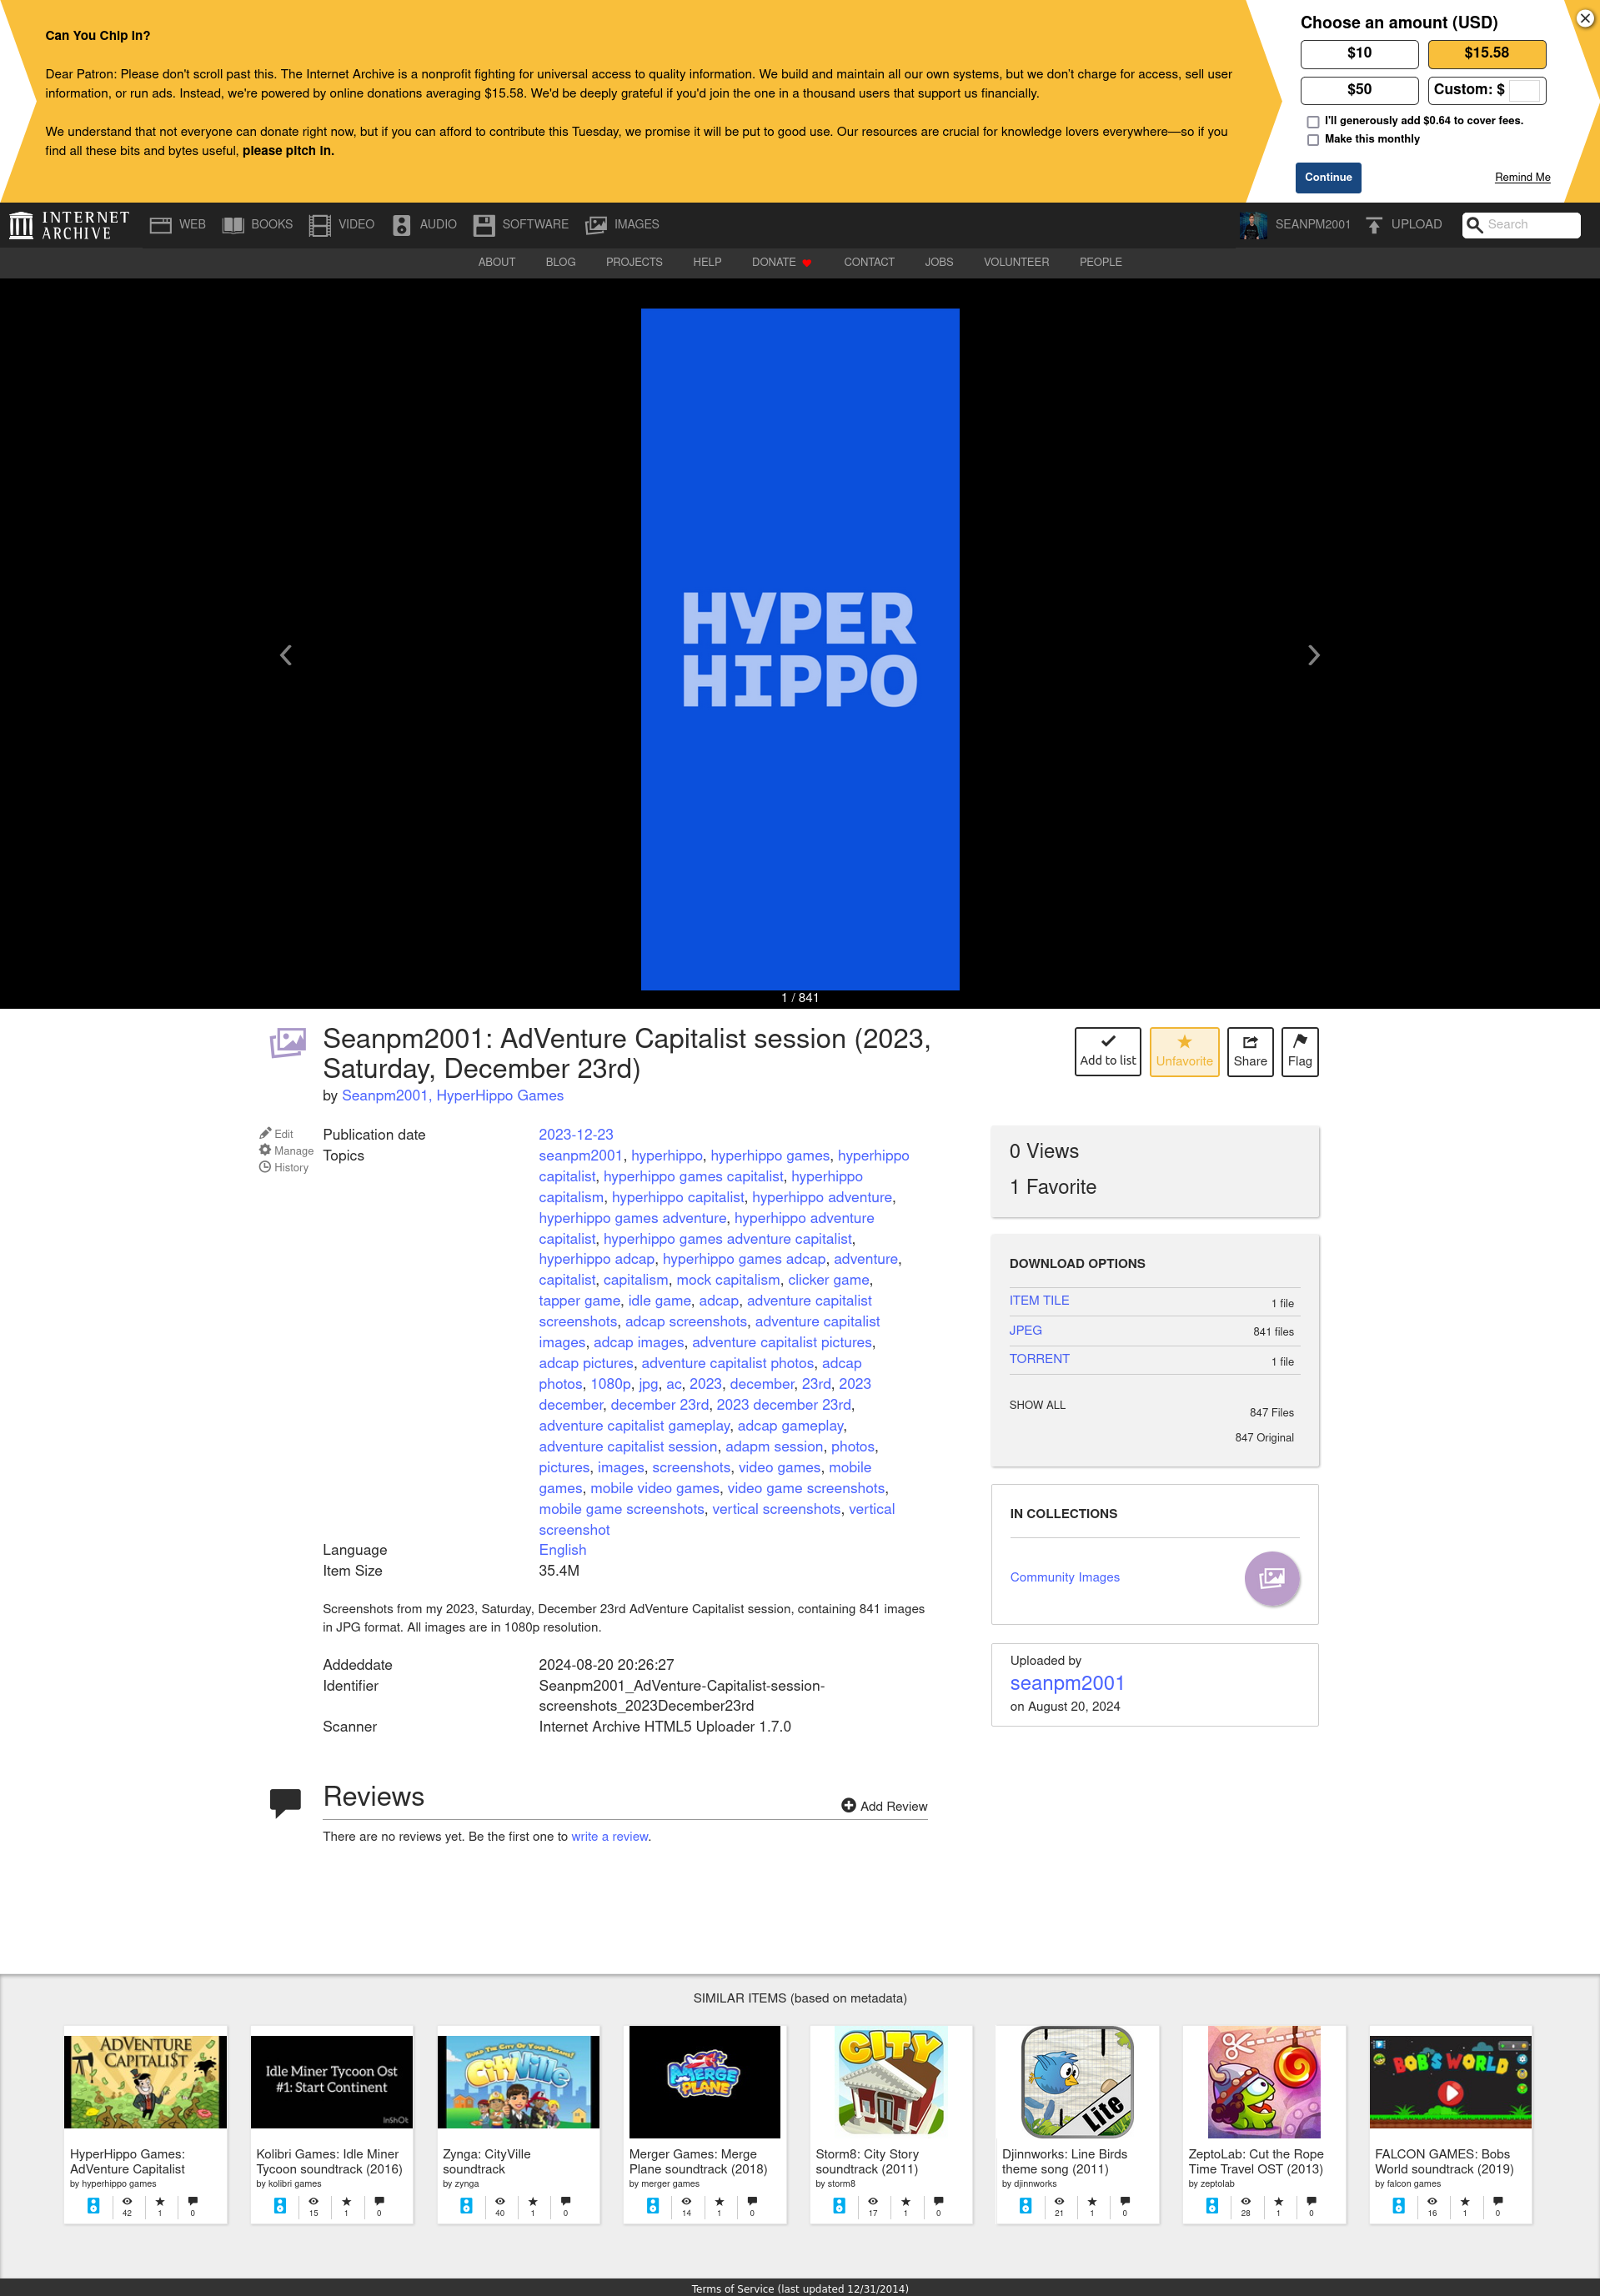 Can You Chip in?
Dear Patron: Please don't scroll past this. The Internet Archive is a nonprofit fighting for universal access to quality information. We build and maintain all our own systems, but we don't charge for access, sell user
information, or run ads. Instead, we're powered by online donations averaging $15.58. We'd be deeply grateful if you'd join the one in a thousand users that support us financially.
We understand that not everyone can donate right now, but if you can afford to contribute this Tuesday, we promise it will be put to good use. Our resources are crucial for knowledge lovers everywhere—so if you
find all these bits and bytes useful, please pitch in.
Choose an amount (USD)
$10
$15.58
$50
Custom: $
I'll generously add $0.64 to cover fees.
Make this monthly
Continue
Remind Me
INTERNET
ARCHIVE
WEB
BOOKS
VIDEO
AUDIO
SOFTWARE
IMAGES
SEANPM2001
UPLOAD
Search
ABOUT
BLOG
PROJECTS
HELP
DONATE
CONTACT
JOBS
VOLUNTEER
PEOPLE
HYPER
HIPPO
1 / 841
Seanpm2001: AdVenture Capitalist session (2023,
Saturday, December 23rd)
by Seanpm2001, HyperHippo Games
Add to list
Unfavorite
Share
Flag
Edit
Manage
History
Publication date
2023-12-23
Topics
seanpm2001, hyperhippo, hyperhippo games, hyperhippo
capitalist, hyperhippo games capitalist, hyperhippo
capitalism, hyperhippo capitalist, hyperhippo adventure,
hyperhippo games adventure, hyperhippo adventure
capitalist, hyperhippo games adventure capitalist,
hyperhippo adcap, hyperhippo games adcap, adventure,
capitalist, capitalism, mock capitalism, clicker game,
tapper game, idle game, adcap, adventure capitalist
screenshots, adcap screenshots, adventure capitalist
images, adcap images, adventure capitalist pictures,
adcap pictures, adventure capitalist photos, adcap
photos, 1080p, jpg, ac, 2023, december, 23rd, 2023
december, december 23rd, 2023 december 23rd,
adventure capitalist gameplay, adcap gameplay,
adventure capitalist session, adapm session, photos,
pictures, images, screenshots, video games, mobile
games, mobile video games, video game screenshots,
mobile game screenshots, vertical screenshots, vertical
screenshot
Language
English
Item Size
35.4M
Screenshots from my 2023, Saturday, December 23rd AdVenture Capitalist session, containing 841 images
in JPG format. All images are in 1080p resolution.
Addeddate
2024-08-20 20:26:27
Identifier
Seanpm2001_AdVenture-Capitalist-session-
screenshots_2023December23rd
Scanner
Internet Archive HTML5 Uploader 1.7.0
0 Views
1 Favorite
DOWNLOAD OPTIONS
ITEM TILE
1 file
JPEG
841 files
TORRENT
1 file
SHOW ALL
847 Files
847 Original
IN COLLECTIONS
Community Images
Uploaded by
seanpm2001
on August 20, 2024
Reviews
Add Review
There are no reviews yet. Be the first one to write a review.
SIMILAR ITEMS (based on metadata)
ADVENTURE
CAPITALI$T
HyperHippo Games:
AdVenture Capitalist
by hyperhippo games
42
1
0
Idle Miner Tycoon Ost
#1: Start Continent
InShOt
Kolibri Games: Idle Miner
Tycoon soundtrack (2016)
by kolibri games
15
1
0
BUILD THE CITY OF YOUR DREAMS!
CityVille
Zynga: CityVille
soundtrack
by zynga
40
1
0
MERGE
PLANE
Merger Games: Merge
Plane soundtrack (2018)
by merger games
14
1
0
CITY
Storm8: City Story
soundtrack (2011)
by storm8
17
1
0
Lite
Djinnworks: Line Birds
theme song (2011)
by djinnworks
21
1
0
ZeptoLab: Cut the Rope
Time Travel OST (2013)
by zeptolab
28
1
0
BOB'S WORLD
FALCON GAMES: Bobs
World soundtrack (2019)
by falcon games
16
1
0
Terms of Service (last updated 12/31/2014)